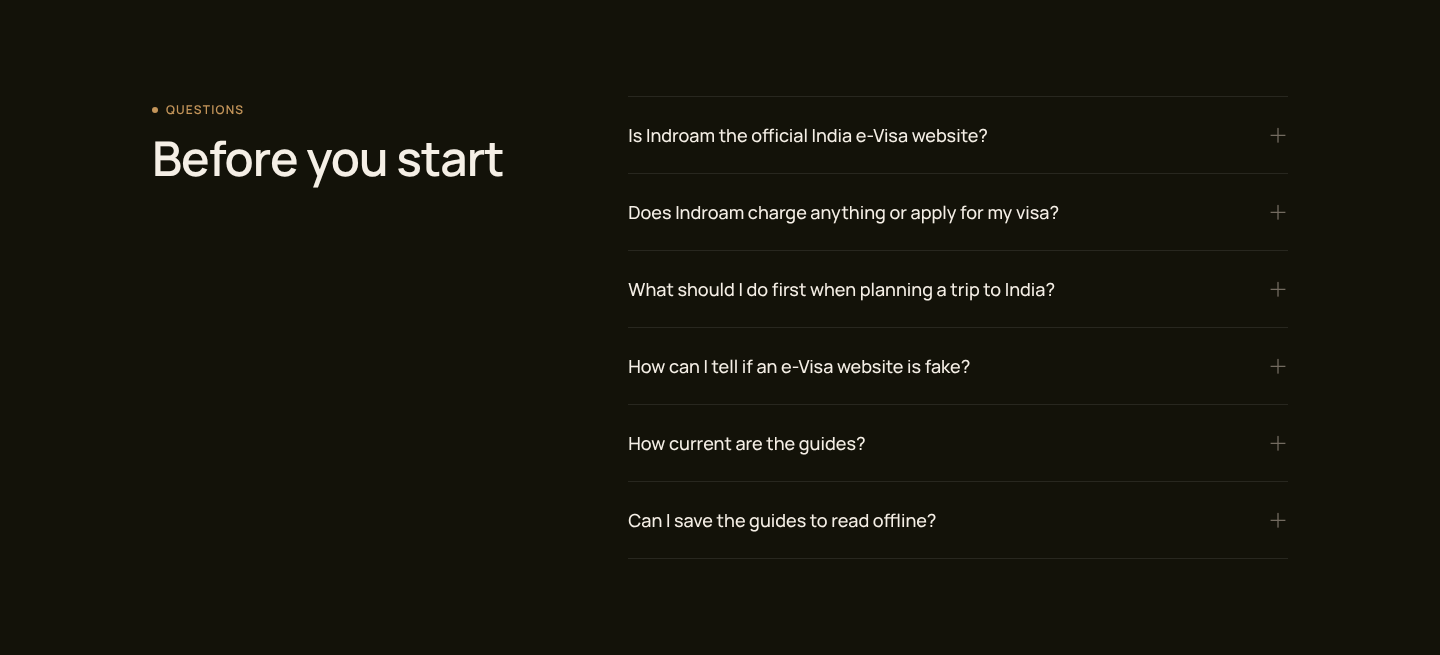 QUESTIONS
Before you start
Is Indroam the official India e-Visa website?
Does Indroam charge anything or apply for my visa?
What should I do first when planning a trip to India?
How can I tell if an e-Visa website is fake?
How current are the guides?
Can I save the guides to read offline?